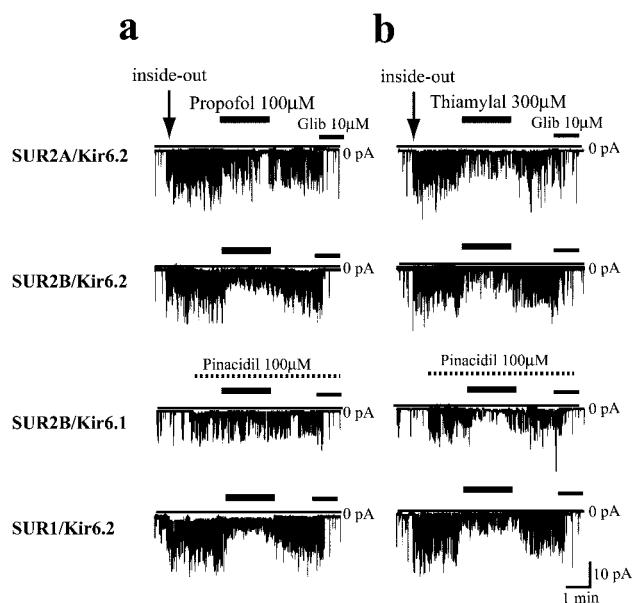 a
b
inside-out
inside-out
Propofol 100μM
Thiamylal 300μM
Glib 10μM
Glib 10μM
SUR2A/Kir6.2
0 pA
0 pA
SUR2B/Kir6.2
0 pA
0 pA
Pinacidil 100μM
Pinacidil 100μM
SUR2B/Kir6.1
0 pA
0 pA
SUR1/Kir6.2
0 pA
0 pA
10 pA
1 min